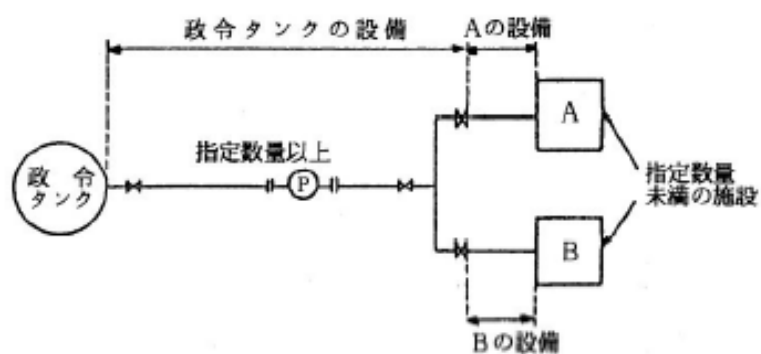 政令タンクの設備
Aの設備
A
指定数量以上
政令
タンク
P
指定数量
未満の施設
B
Bの設備